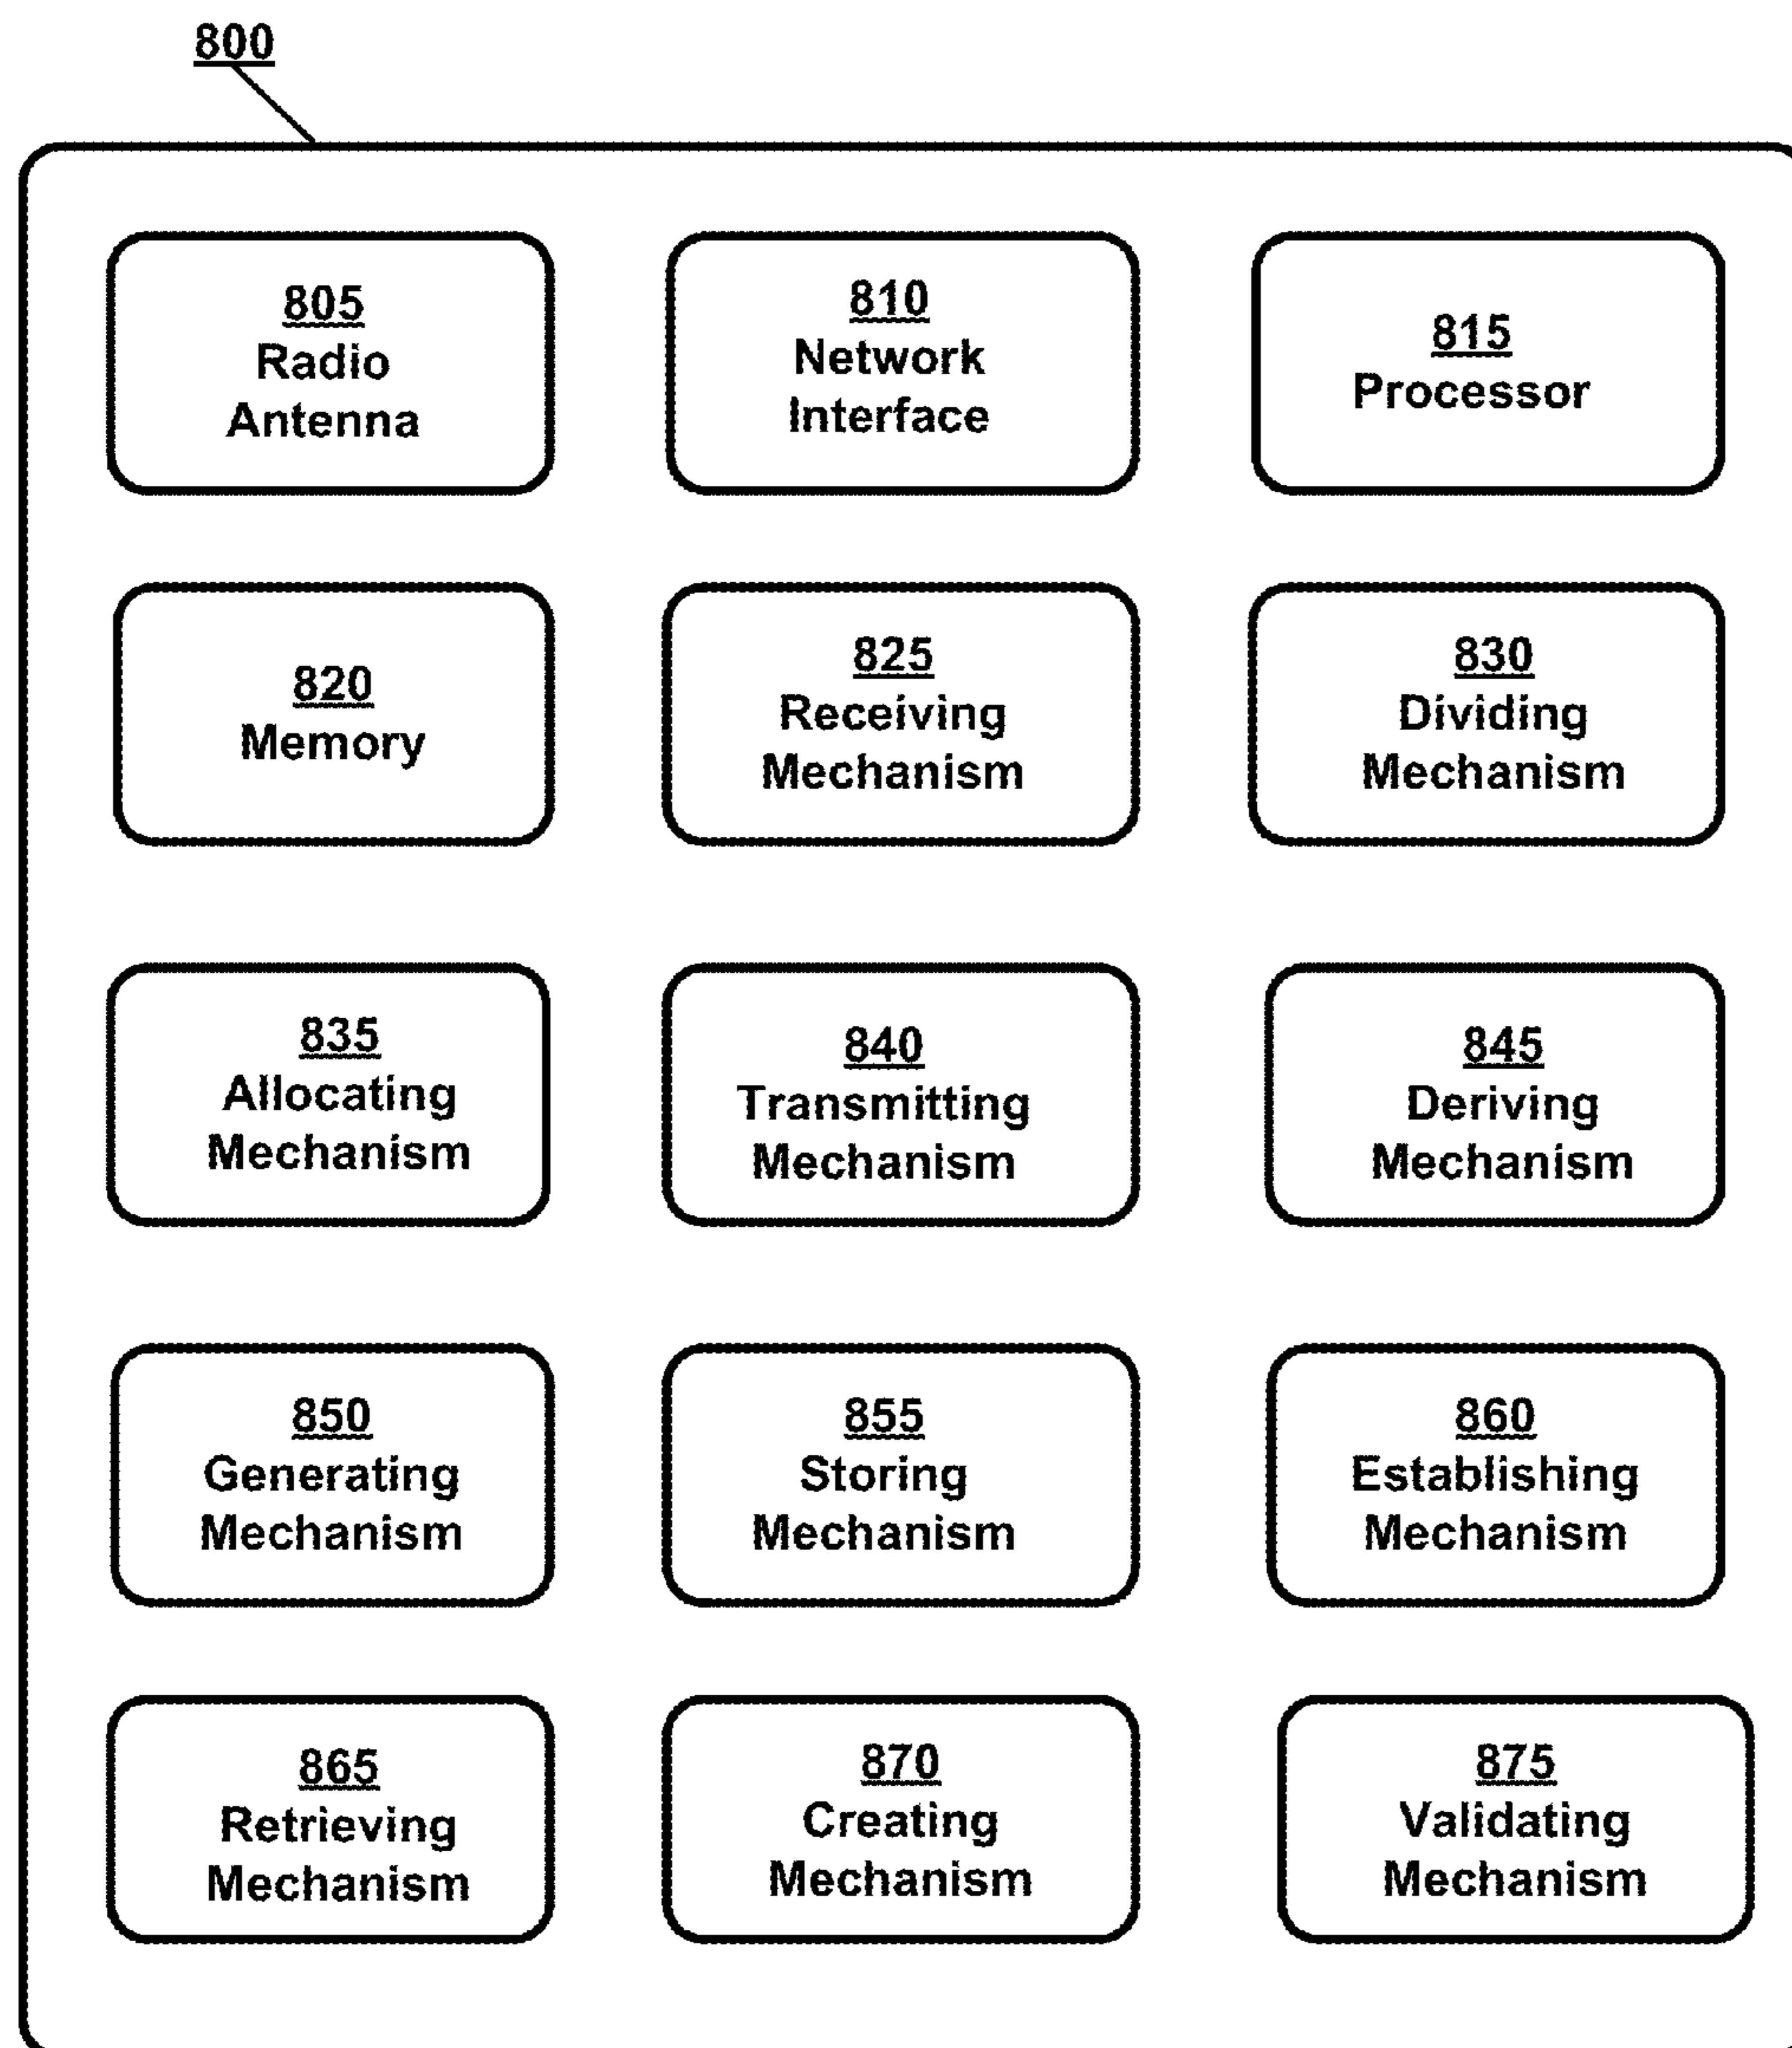 800
805
Radio
Antenna
810
Network
Interface
815
Processor
820
Memory
825
Receiving
Mechanism
830
Dividing
Mechanism
835
Allocating
Mechanism
840
Transmitting
Mechanism
845
Deriving
Mechanism
850
Generating
Mechanism
855
Storing
Mechanism
860
Establishing
Mechanism
865
Retrieving
Mechanism
870
Creating
Mechanism
875
Validating
Mechanism